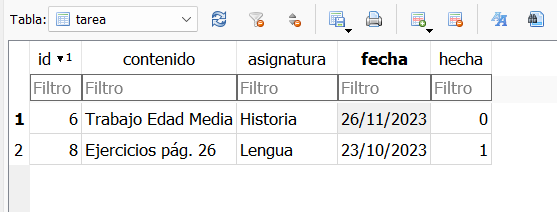 Tabla: tarea
id 1 contenido asignatura fecha hecha
Filtro Filtro Filtro Filtro Filtro
1 6 Trabajo Edad Media Historia 26/11/2023 0
2 8 Ejercicios pág. 26 Lengua 23/10/2023 1